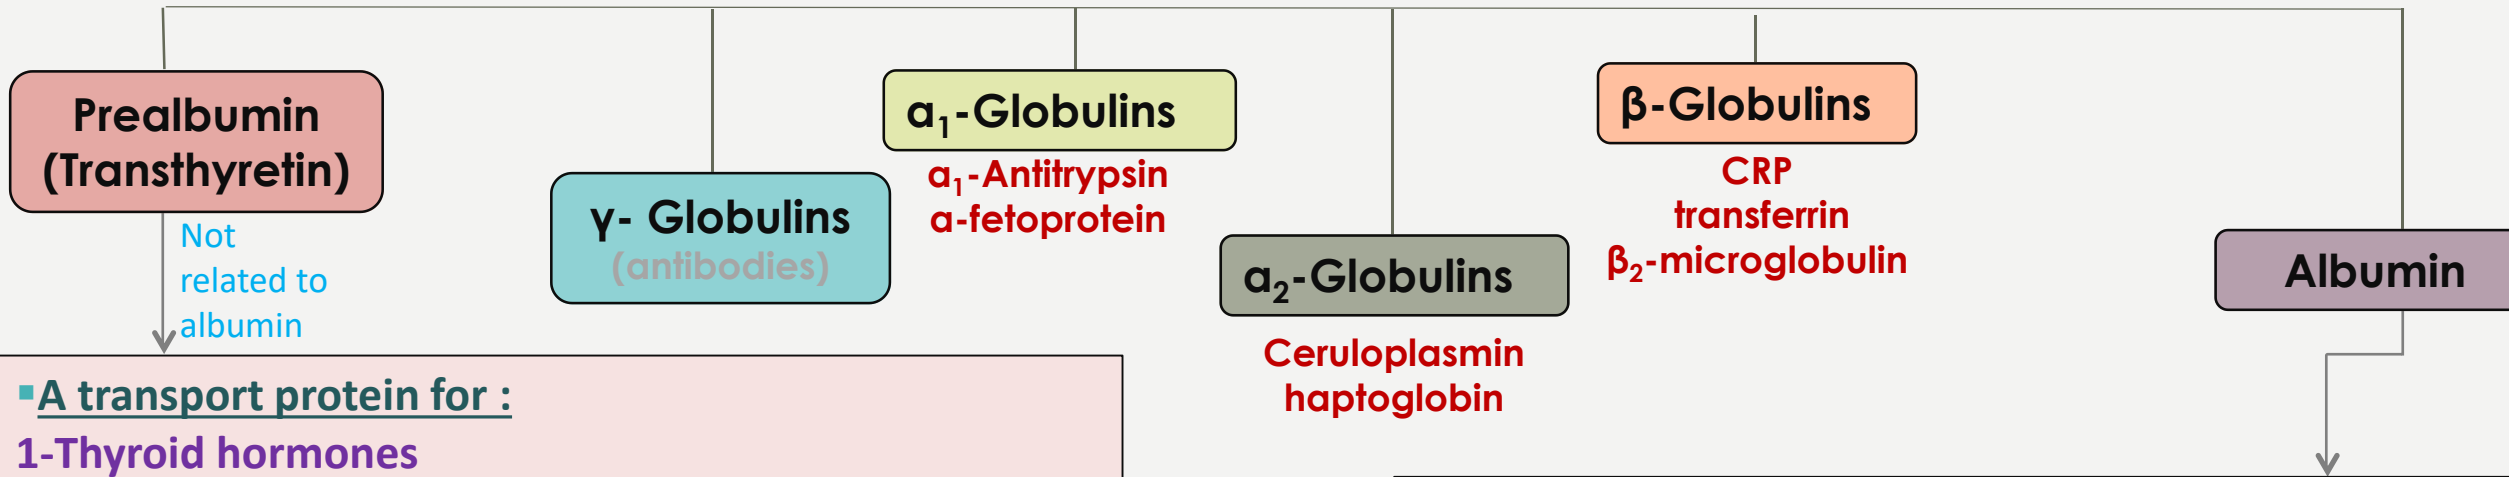 Prealbumin
(Transthyretin)
Not
related to
albumin
▪A transport protein for :
1-Thyroid hormones
γ- Globulins
(antibodies)
α₁-Globulins
α₁-Antitrypsin
α-fetoprotein
α₂-Globulins
Ceruloplasmin
haptoglobin
β-Globulins
CRP
transferrin
β₂-microglobulin
Albumin